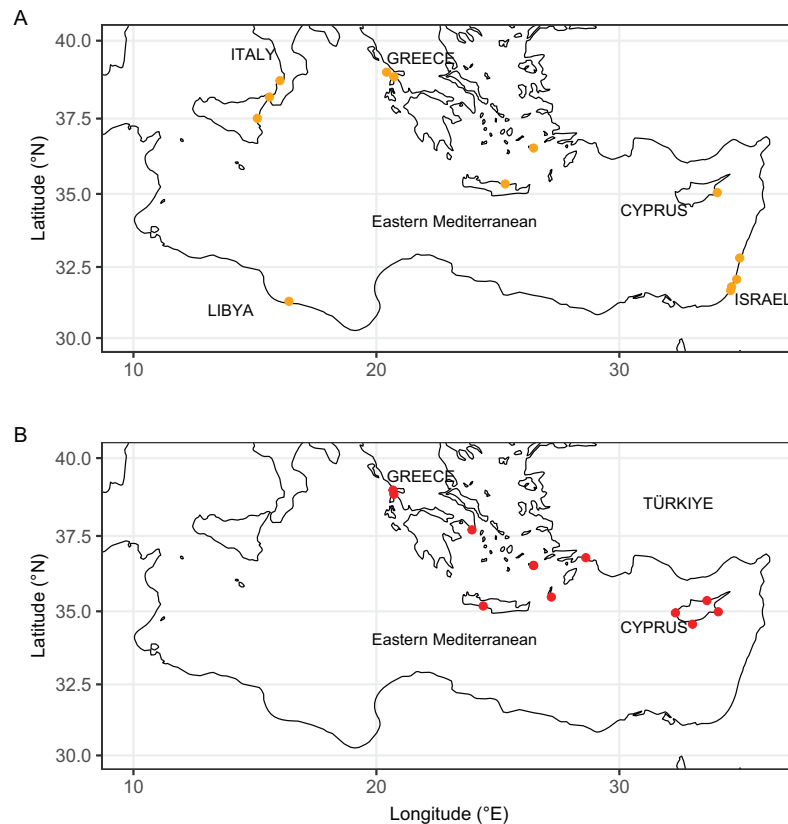 A
40.0
ITALY
GREECE
37.5
Latitude (°N)
35.0
CYPRUS
Eastern Mediterranean
32.5
LIBYA
ISRAEL
30.0
10
20
30
B
40.0
GREECE
TÜRKIYE
37.5
Latitude (°N)
35.0
CYPRUS
Eastern Mediterranean
32.5
30.0
10
20
30
Longitude (°E)